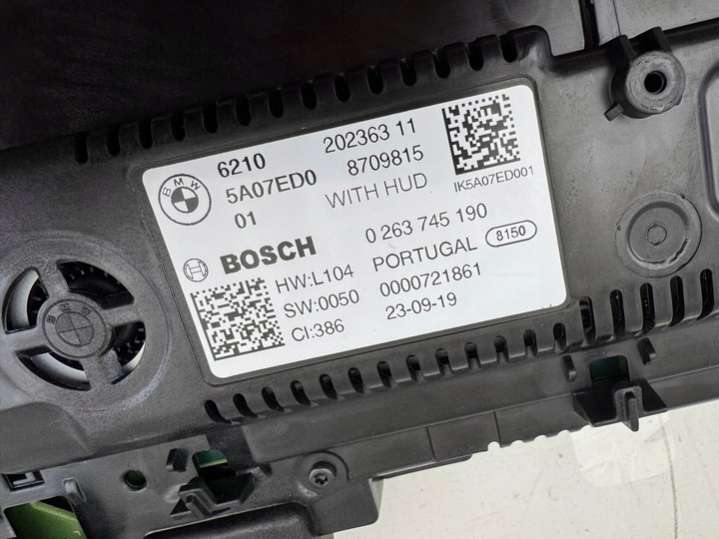 BMW
6210 202363 11
5A07ED0 8709815
01 WITH HUD
IK5A07ED001
BOSCH 0 263 745 190
HW:L104 PORTUGAL 8150
SW:0050 0000721861
CI:386 23-09-19